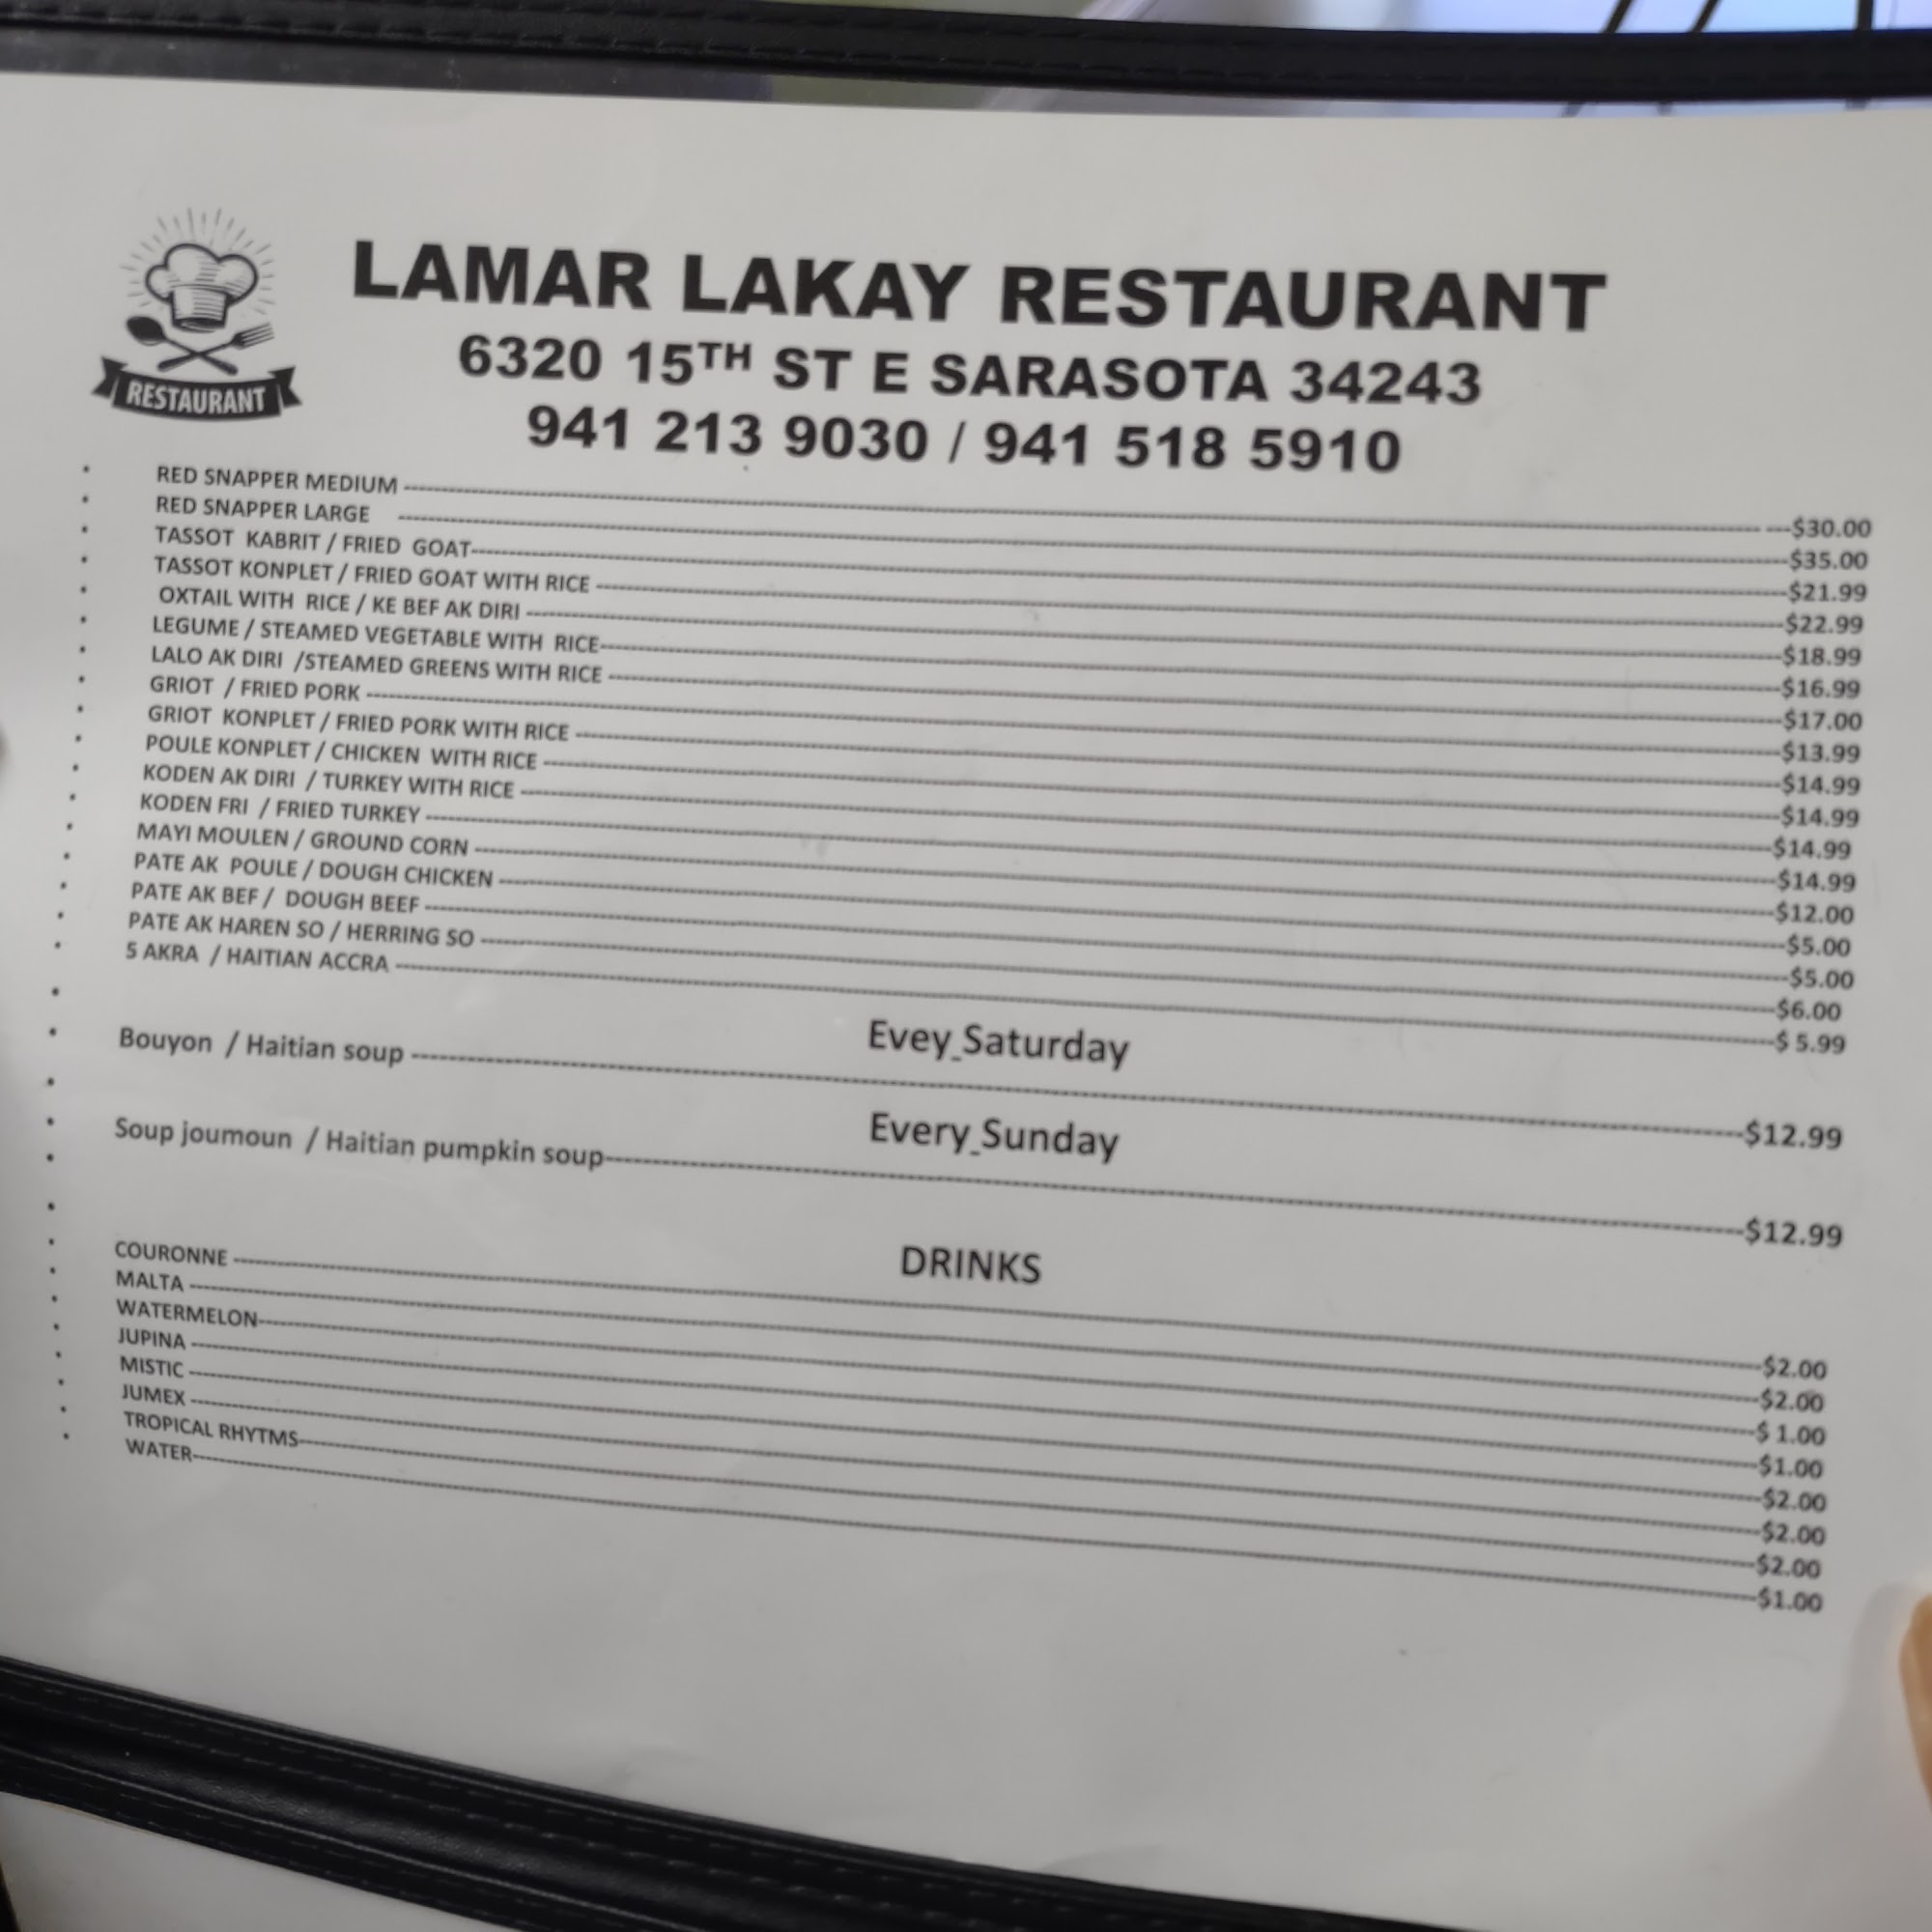 RESTAURANT
LAMAR LAKAY RESTAURANT
6320 15TH ST E SARASOTA 34243
941 213 9030 / 941 518 5910
RED SNAPPER MEDIUM ---$30.00
RED SNAPPER LARGE ---$35.00
TASSOT KABRIT / FRIED GOAT---$21.99
TASSOT KONPLET / FRIED GOAT WITH RICE ---$22.99
OXTAIL WITH RICE / KE BEF AK DIRI ---$18.99
LEGUME / STEAMED VEGETABLE WITH RICE---$16.99
LALO AK DIRI /STEAMED GREENS WITH RICE ---$17.00
GRIOT / FRIED PORK ---$13.99
GRIOT KONPLET / FRIED PORK WITH RICE ---$14.99
POULE KONPLET / CHICKEN WITH RICE ---$14.99
KODEN AK DIRI / TURKEY WITH RICE ---$14.99
KODEN FRI / FRIED TURKEY ---$14.99
MAYI MOULEN / GROUND CORN ---$12.00
PATE AK POULE / DOUGH CHICKEN ---$5.00
PATE AK BEF / DOUGH BEEF ---$5.00
PATE AK HAREN SO / HERRING SO ---$6.00
5 AKRA / HAITIAN ACCRA ---$ 5.99
Evey_Saturday
Bouyon / Haitian soup ---$12.99
Every_Sunday
Soup joumoun / Haitian pumpkin soup---$12.99
DRINKS
COURONNE ---$2.00
MALTA ---$2.00
WATERMELON---$ 1.00
JUPINA ---$1.00
MISTIC ---$2.00
JUMEX ---$2.00
TROPICAL RHYTMS---$2.00
WATER---$1.00